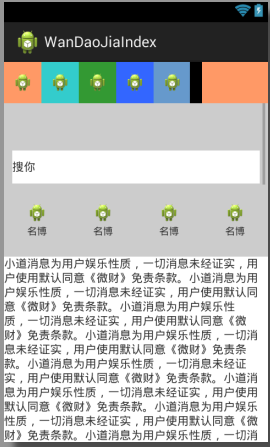 WanDaoJiaIndex
搜你
名博 名博 名博
小道消息为用户娱乐性质，一切消息未经证实，用
户使用默认同意《微财》免责条款。小道消息为用
户娱乐性质，一切消息未经证实，用户使用默认同
意《微财》免责条款。小道消息为用户娱乐性
质，一切消息未经证实，用户使用默认同意《微
财》免责条款。小道消息为用户娱乐性质，一切消
息未经证实，用户使用默认同意《微财》免责条
款。小道消息为用户娱乐性质，一切消息未经证
实，用户使用默认同意《微财》免责条款。小道消
息为用户娱乐性质，一切消息未经证实，用户使用
默认同意《微财》免责条款。小道消息为用户娱乐
性质，一切消息未经证实，用户使用默认同意《微
财》免责条款。小道消息为用户娱乐性质，一切消